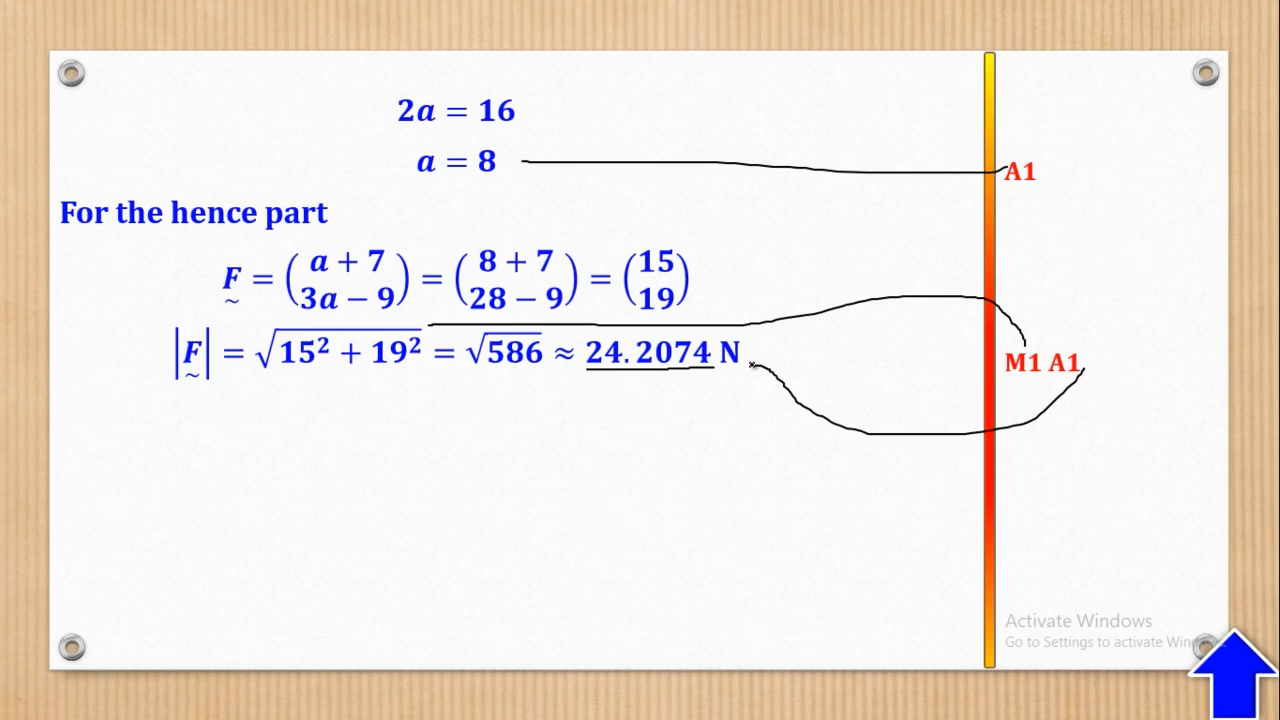 2a = 16
a = 8 A1
For the hence part
F̰ = (a + 7 / 3a − 9) = (8 + 7 / 28 − 9) = (15 / 19)
|F̰| = √(15² + 19²) = √586 ≈ 24.2074 N M1 A1
Activate Windows
Go to Settings to activate Windows.